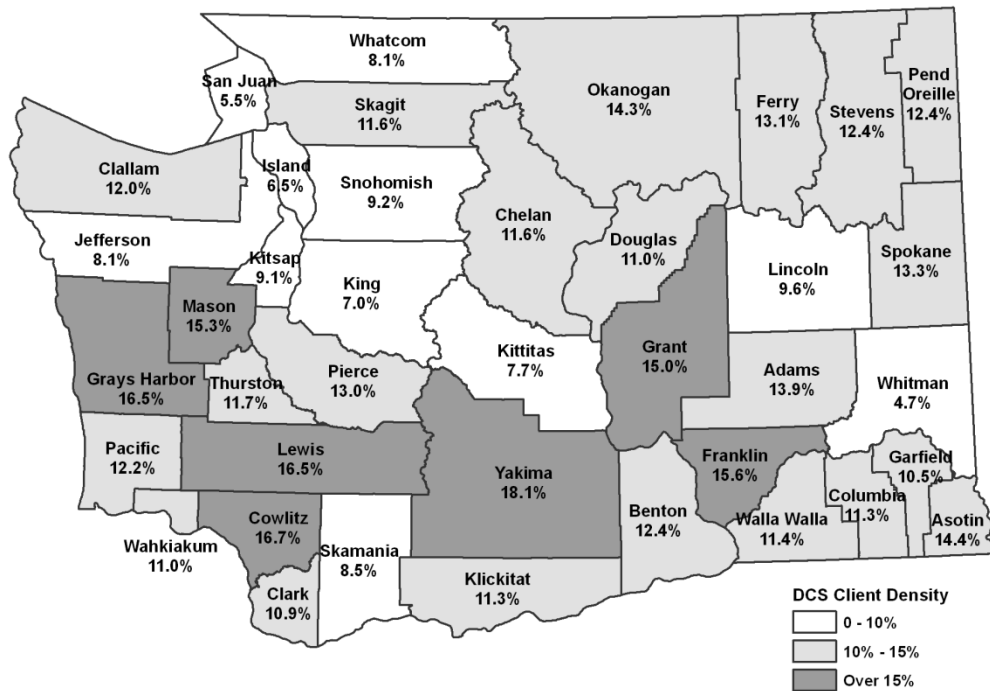 Whatcom
8.1%
San Juan
5.5%
Skagit
11.6%
Okanogan
14.3%
Ferry
13.1%
Stevens
12.4%
Pend
Oreille
12.4%
Clallam
12.0%
Island
6.5%
Snohomish
9.2%
Chelan
11.6%
Douglas
11.0%
Jefferson
8.1%
Kitsap
9.1%
King
7.0%
Lincoln
9.6%
Spokane
13.3%
Mason
15.3%
Grays Harbor
16.5%
Thurston
11.7%
Pierce
13.0%
Kittitas
7.7%
Grant
15.0%
Adams
13.9%
Whitman
4.7%
Pacific
12.2%
Lewis
16.5%
Yakima
18.1%
Franklin
15.6%
Garfield
10.5%
Columbia
11.3%
Asotin
14.4%
Benton
12.4%
Walla Walla
11.4%
Wahkiakum
11.0%
Cowlitz
16.7%
Skamania
8.5%
Clark
10.9%
Klickitat
11.3%
DCS Client Density
0 - 10%
10% - 15%
Over 15%